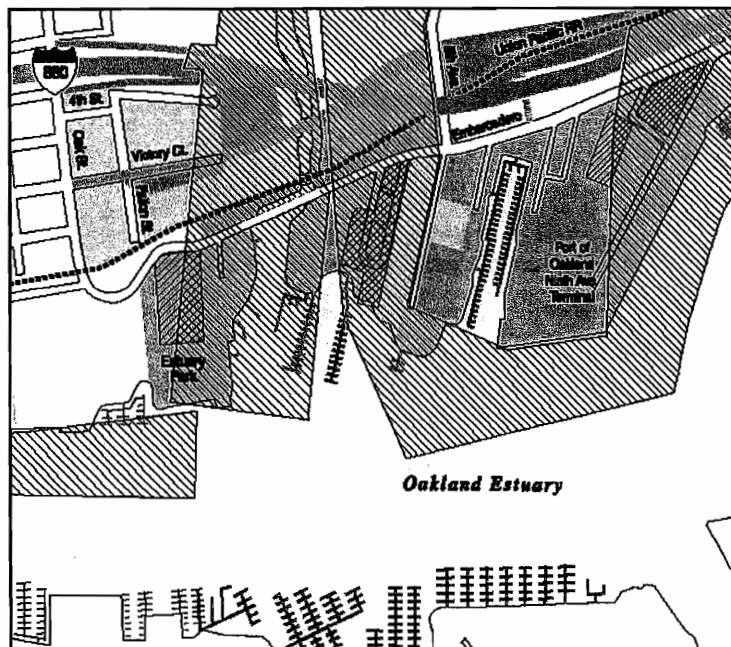 Union Pacific RR
880
4th St.
Embarcadero
Oak St.
Victory Ct.
Fallon St.
Port of
Oakland
Ninth Ave.
Terminal
Estuary
Park
Oakland Estuary